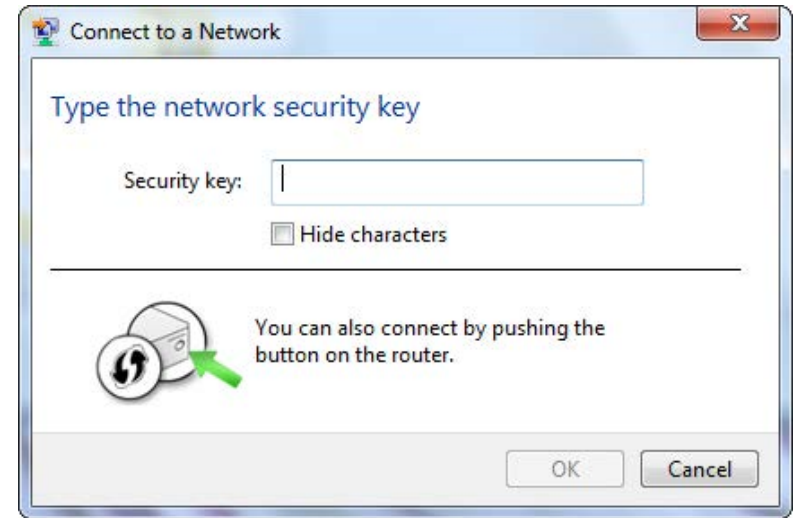 Connect to a Network
Type the network security key
Security key:
Hide characters
You can also connect by pushing the
button on the router.
OK Cancel